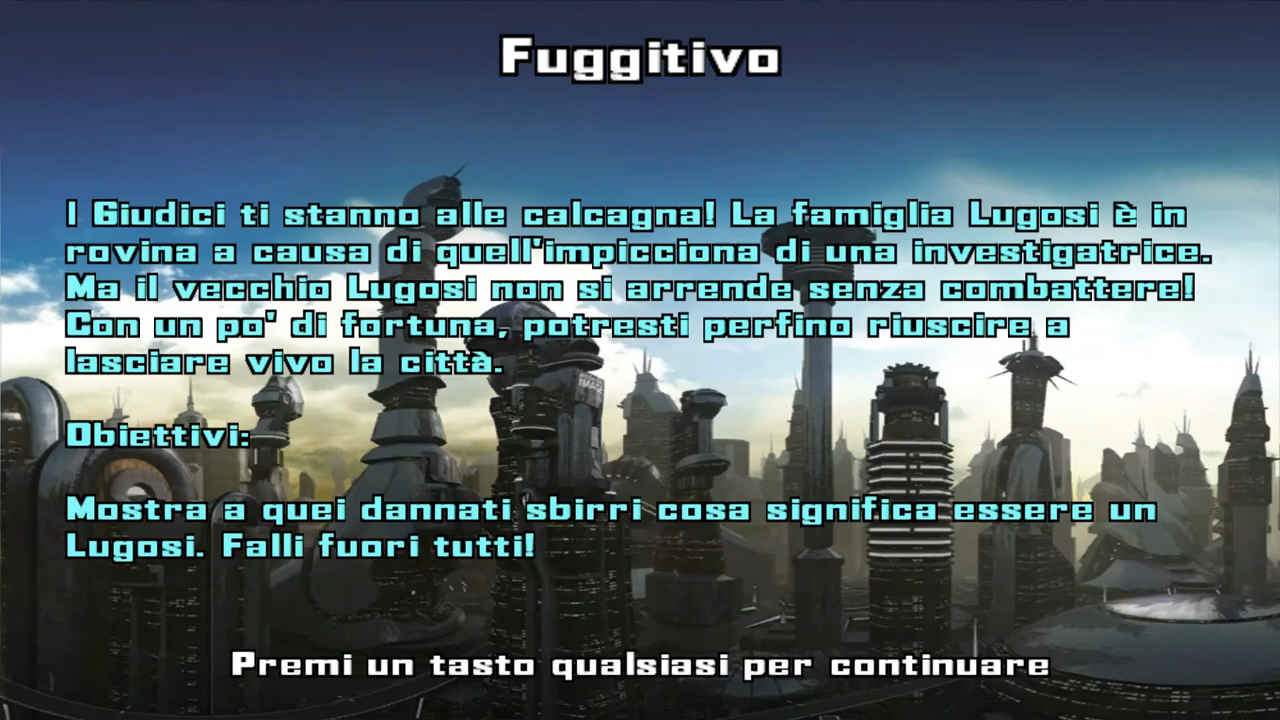 Fuggitivo
I Giudici ti stanno alle calcagna! La famiglia Lugosi è in
rovina a causa di quell'impicciona di una investigatrice.
Ma il vecchio Lugosi non si arrende senza combattere!
Con un po' di fortuna, potresti perfino riuscire a
lasciare vivo la città.
Obiettivi:
Mostra a quei dannati sbirri cosa significa essere un
Lugosi. Falli fuori tutti!
Premi un tasto qualsiasi per continuare